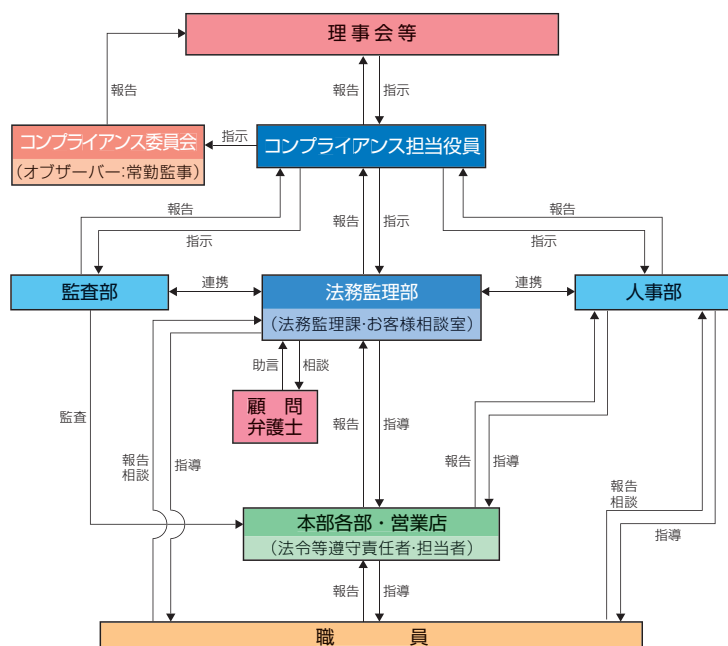 理事会等
報告
報告
指示
コンプライアンス委員会
(オブザーバー:常勤監事)
指示
コンプライアンス担当役員
報告
指示
報告
指示
報告
指示
監査部
連携
法務監理部
(法務監理課・お客様相談室)
連携
人事部
助言
相談
顧問
弁護士
監査
報告
相談
指導
報告
指導
報告
指導
報告
相談
指導
本部各部・営業店
(法令等遵守責任者・担当者)
報告
指導
職員